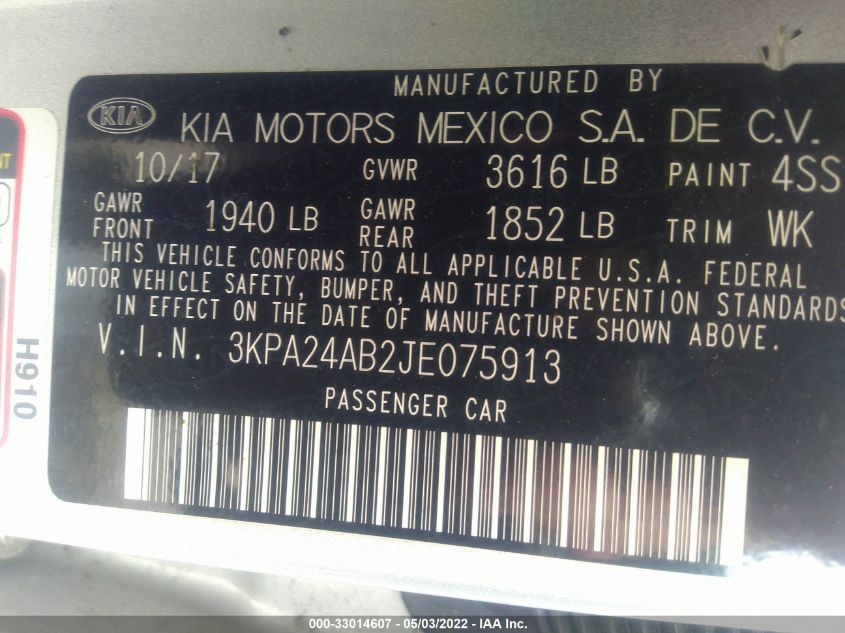 MANUFACTURED BY
KIA
KIA MOTORS MEXICO S.A. DE C.V.
10/17 GVWR 3616 LB PAINT 4SS
GAWR FRONT 1940 LB GAWR REAR 1852 LB TRIM WK
THIS VEHICLE CONFORMS TO ALL APPLICABLE U.S.A. FEDERAL
MOTOR VEHICLE SAFETY, BUMPER, AND THEFT PREVENTION STANDARDS
IN EFFECT ON THE DATE OF MANUFACTURE SHOWN ABOVE.
V.I.N. 3KPA24AB2JE075913
PASSENGER CAR
H910
000-33014607 - 05/03/2022 - IAA Inc.